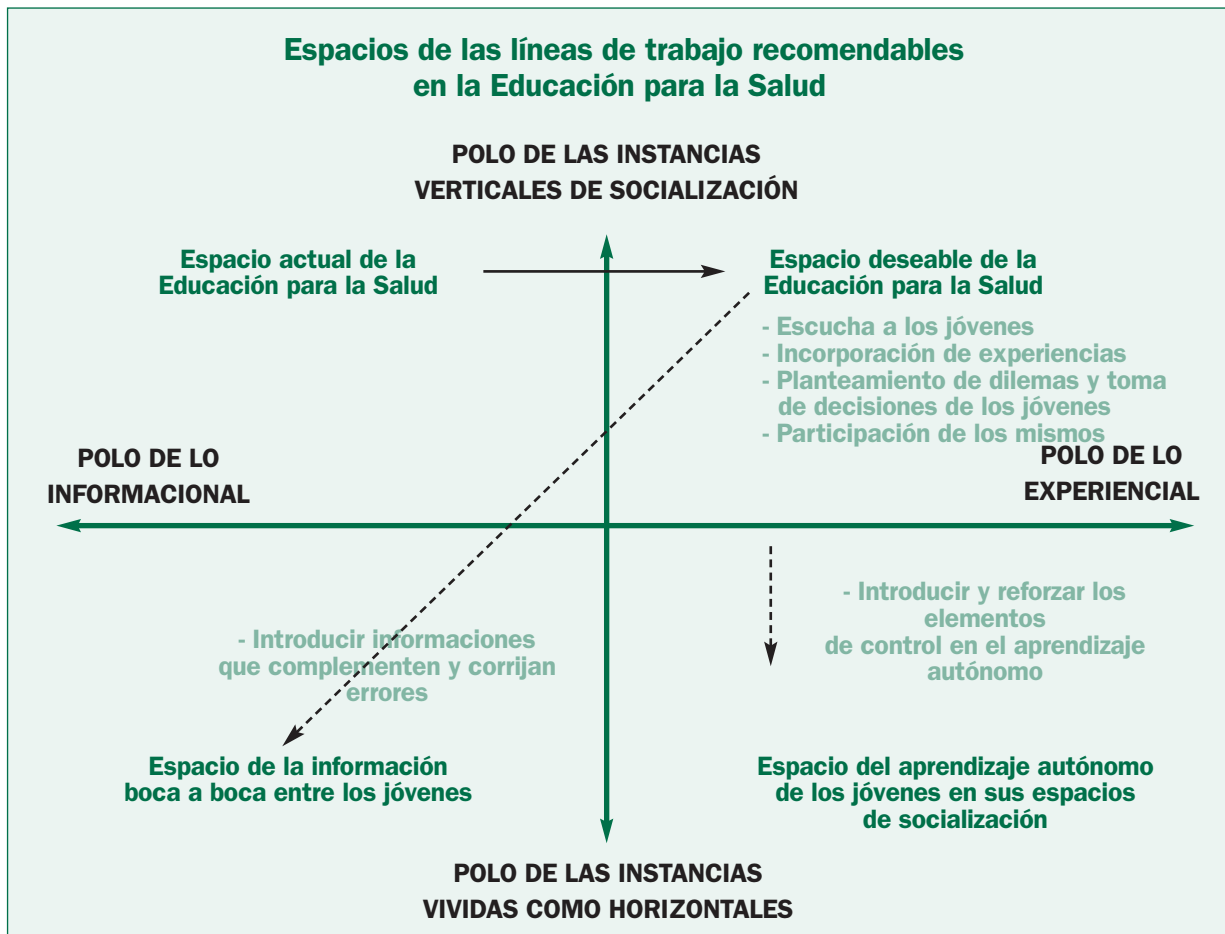 Espacios de las líneas de trabajo recomendables
en la Educación para la Salud
POLO DE LAS INSTANCIAS
VERTICALES DE SOCIALIZACIÓN
Espacio actual de la
Educación para la Salud
Espacio deseable de la
Educación para la Salud
- Escucha a los jóvenes
- Incorporación de experiencias
- Planteamiento de dilemas y toma
de decisiones de los jóvenes
- Participación de los mismos
POLO DE LO
INFORMACIONAL
POLO DE LO
EXPERIENCIAL
- Introducir informaciones
que complementen y corrijan
errores
- Introducir y reforzar los
elementos
de control en el aprendizaje
autónomo
Espacio de la información
boca a boca entre los jóvenes
Espacio del aprendizaje autónomo
de los jóvenes en sus espacios
de socialización
POLO DE LAS INSTANCIAS
VIVIDAS COMO HORIZONTALES